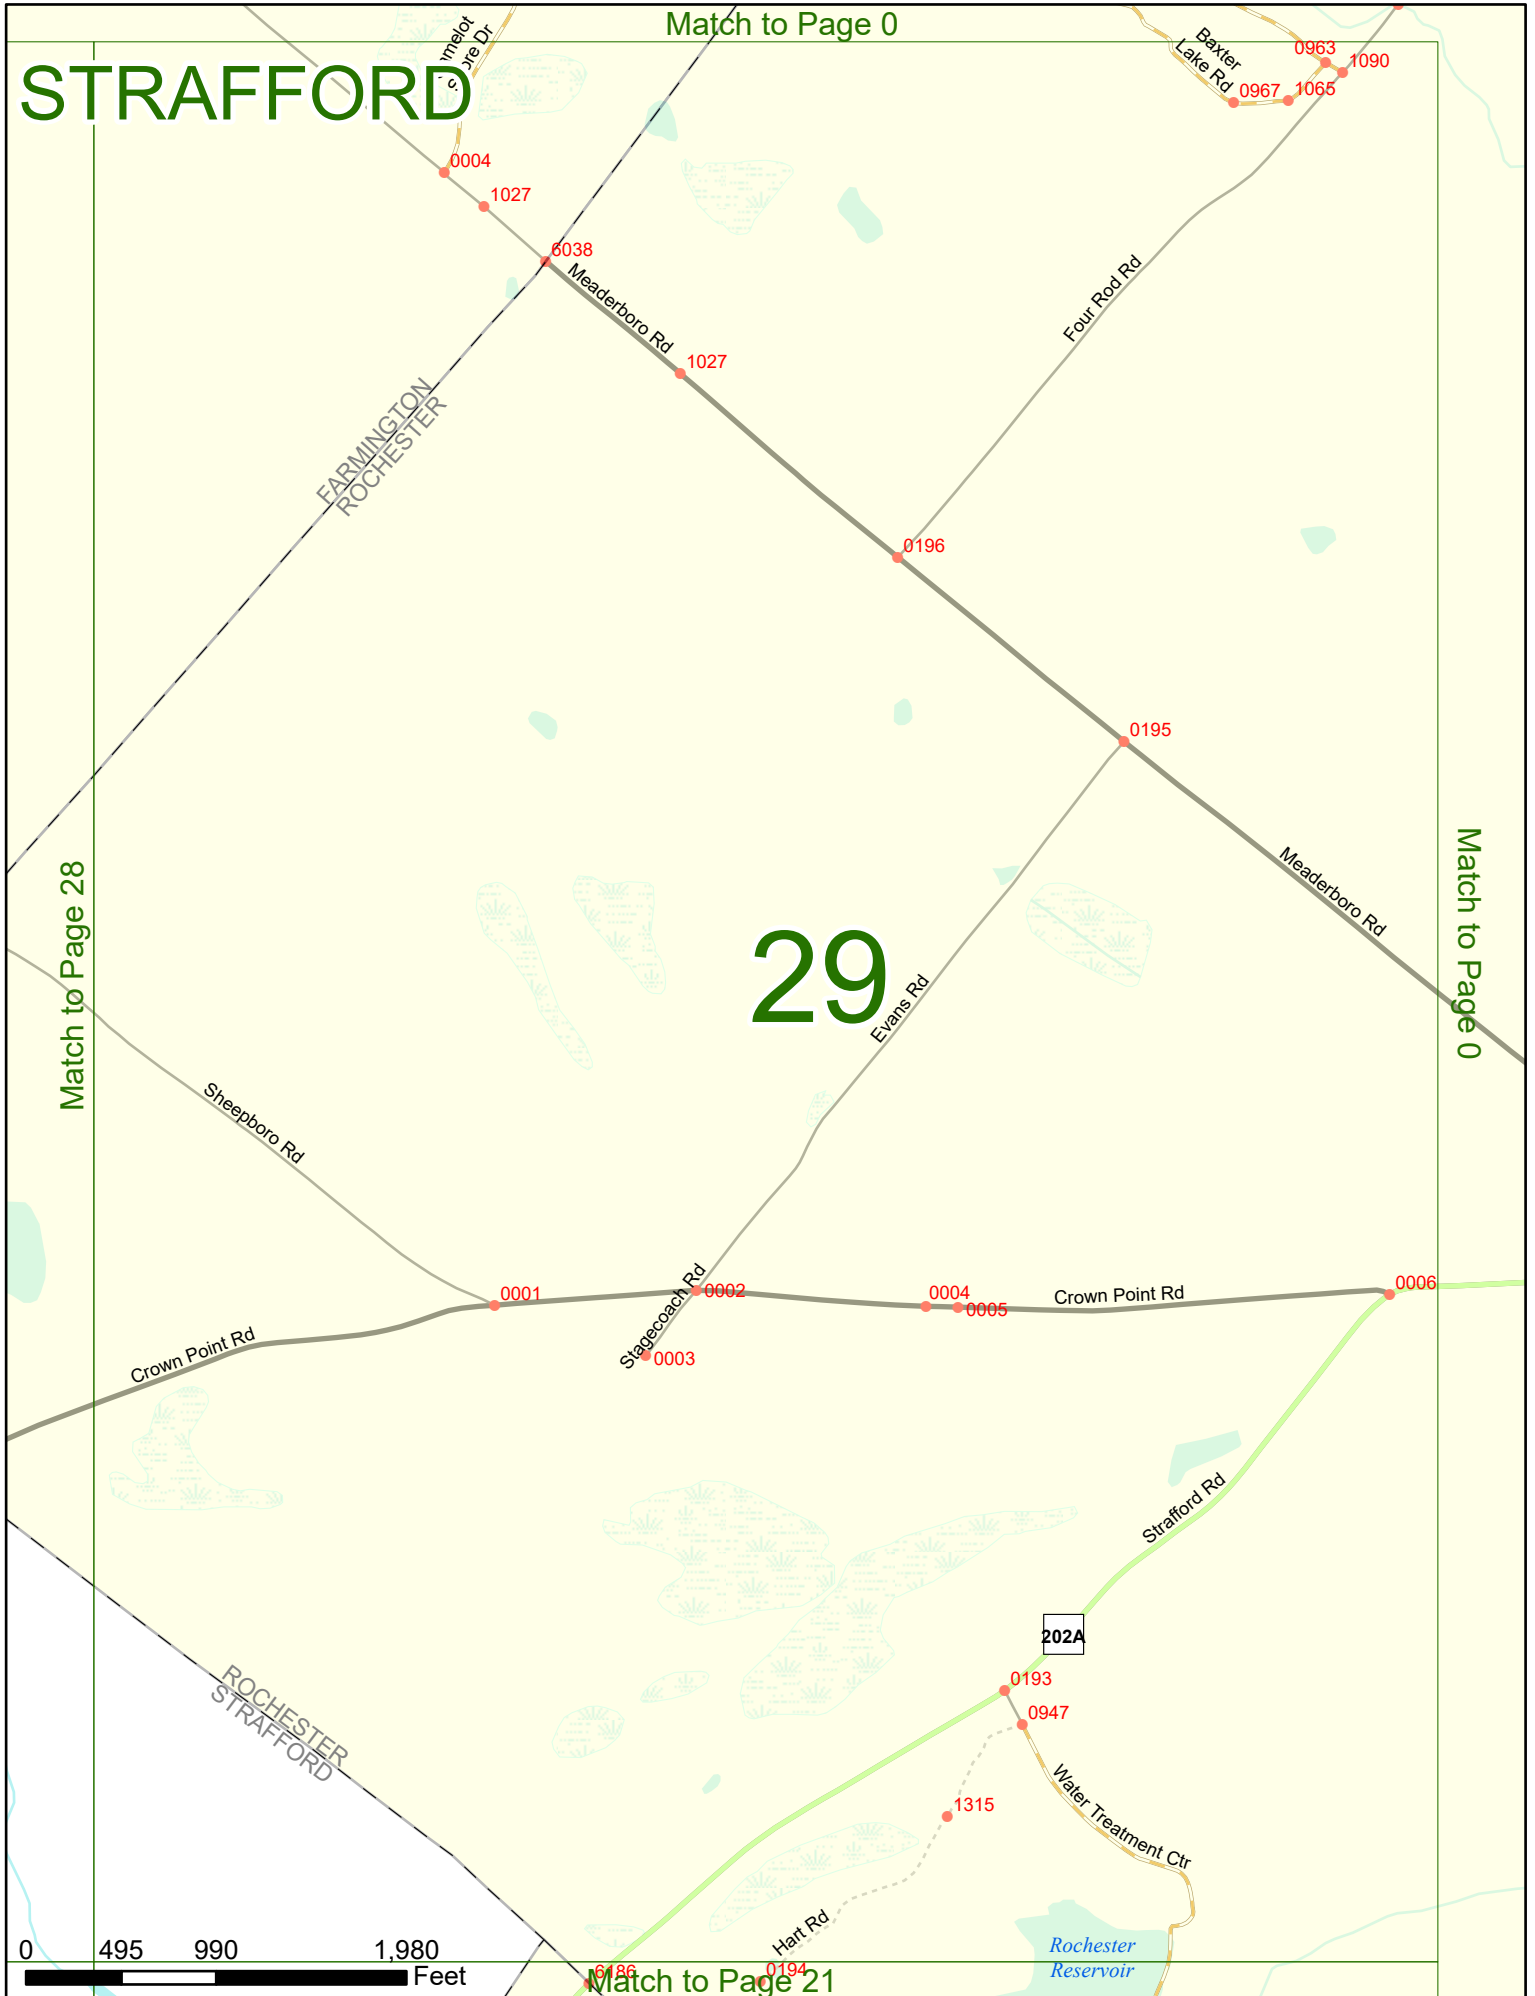 Match to Page 0
STRAFFORD
Baxter
Lake Rd
0963
1090
0967
1065
0004
1027
6038
Meaderboro Rd
1027
Four Rod Rd
FARMINGTON
ROCHESTER
0196
0195
Match to Page 28
Match to Page 0
Meaderboro Rd
29
Evans Rd
Sheepboro Rd
0001
0002
0004
0005
Crown Point Rd
0006
Stagecoach Rd
0003
Crown Point Rd
Strafford Rd
202A
0193
0947
ROCHESTER
STRAFFORD
Water Treatment Ctr
1315
Hart Rd
Rochester
Reservoir
0 495 990 1,980
Feet
6186
0194
Match to Page 21